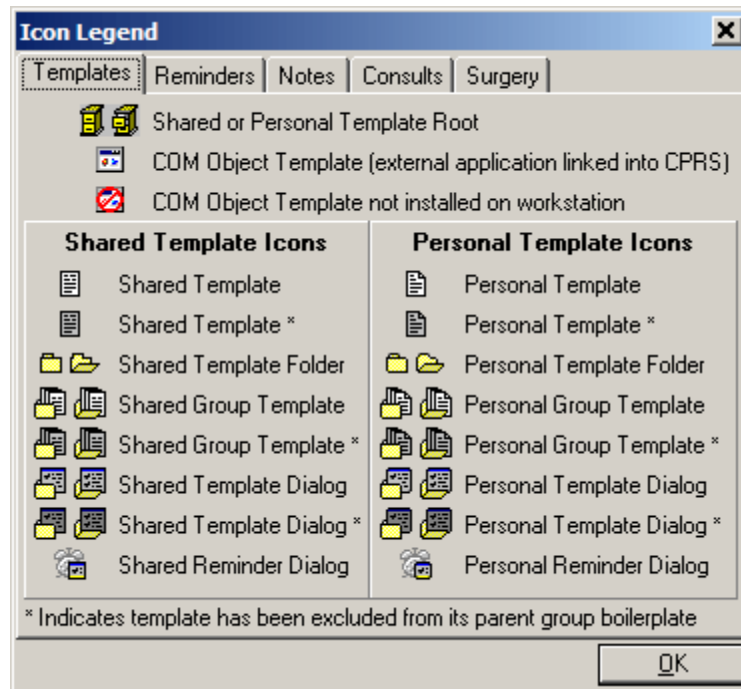 Icon Legend
Templates Reminders Notes Consults Surgery
Shared or Personal Template Root
COM Object Template (external application linked into CPRS)
COM Object Template not installed on workstation
Shared Template Icons
Shared Template
Shared Template *
Shared Template Folder
Shared Group Template
Shared Group Template *
Shared Template Dialog
Shared Template Dialog *
Shared Reminder Dialog
Personal Template Icons
Personal Template
Personal Template *
Personal Template Folder
Personal Group Template
Personal Group Template *
Personal Template Dialog
Personal Template Dialog *
Personal Reminder Dialog
* Indicates template has been excluded from its parent group boilerplate
OK